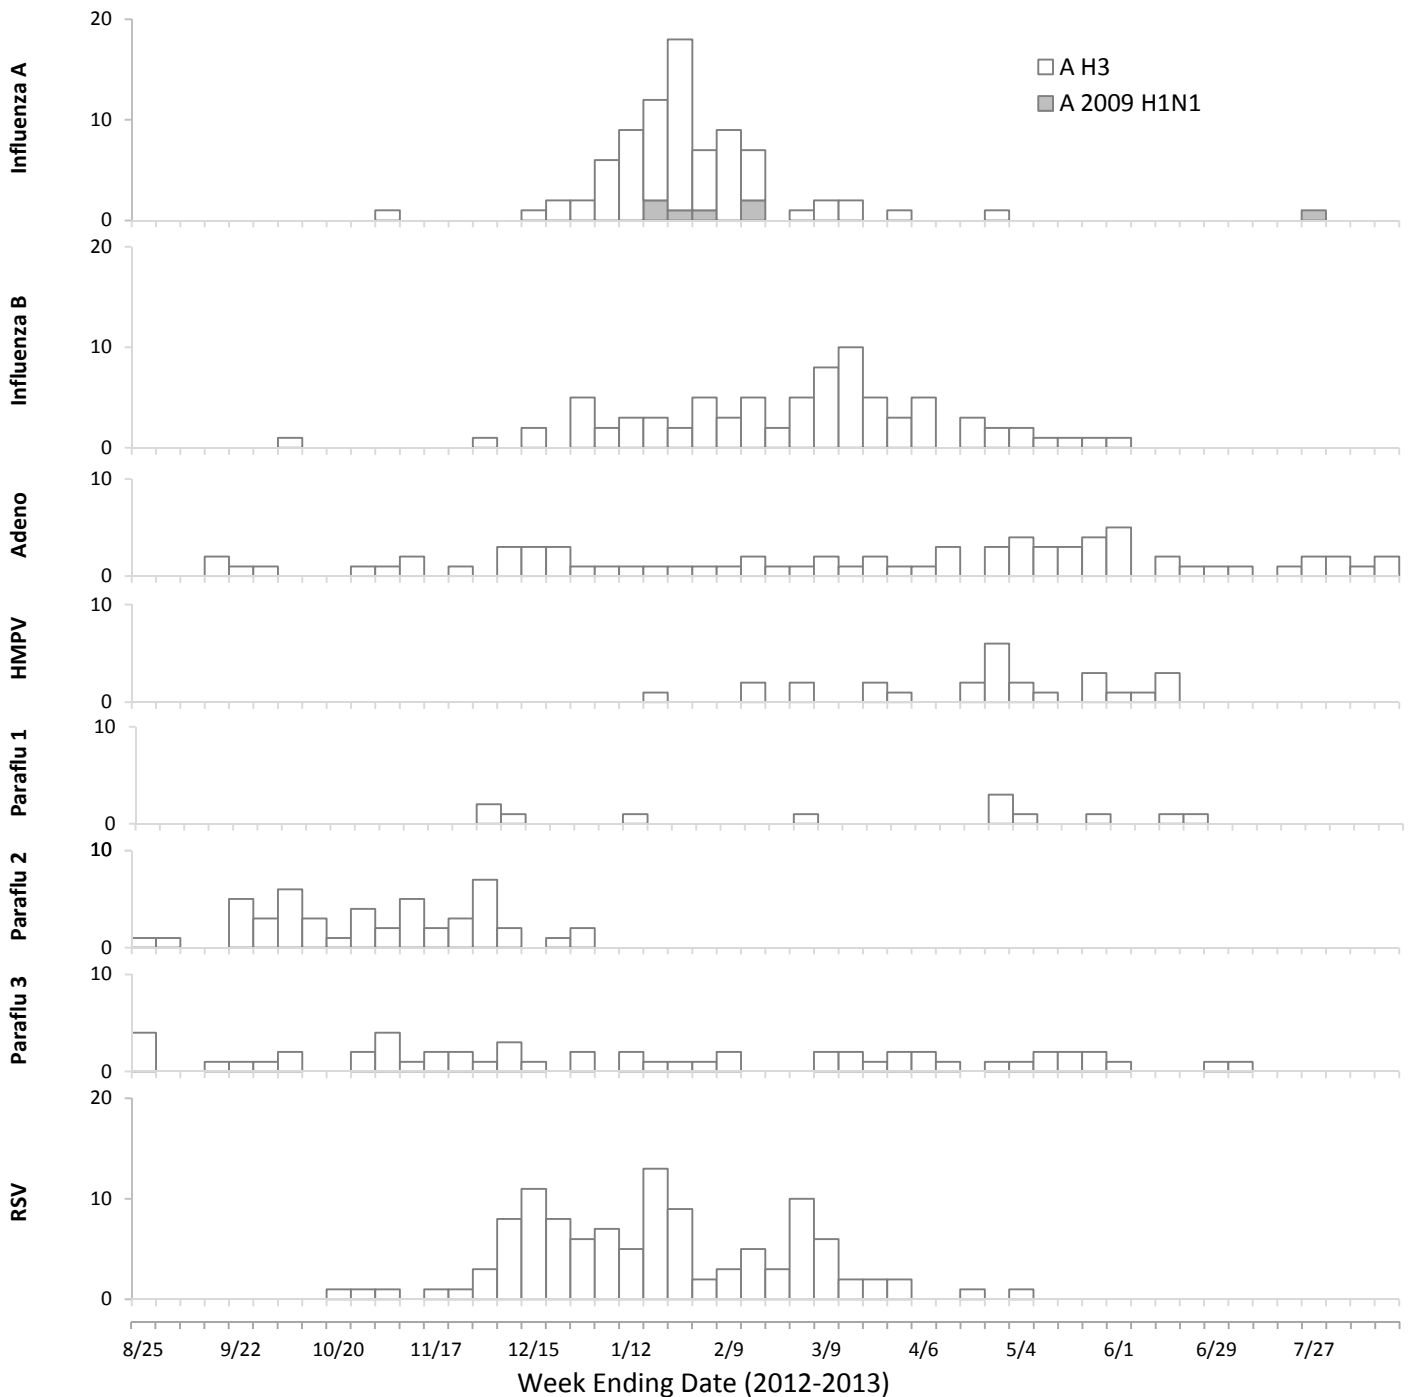 Influenza A
20
10
0
A H3
A 2009 H1N1
Influenza B
20
10
0
Adeno
10
0
HMPV
10
0
Paraflu 1
10
0
Paraflu 2
10
0
Paraflu 3
10
0
RSV
20
10
0
8/25 9/22 10/20 11/17 12/15 1/12 2/9 3/9 4/6 5/4 6/1 6/29 7/27
Week Ending Date (2012-2013)